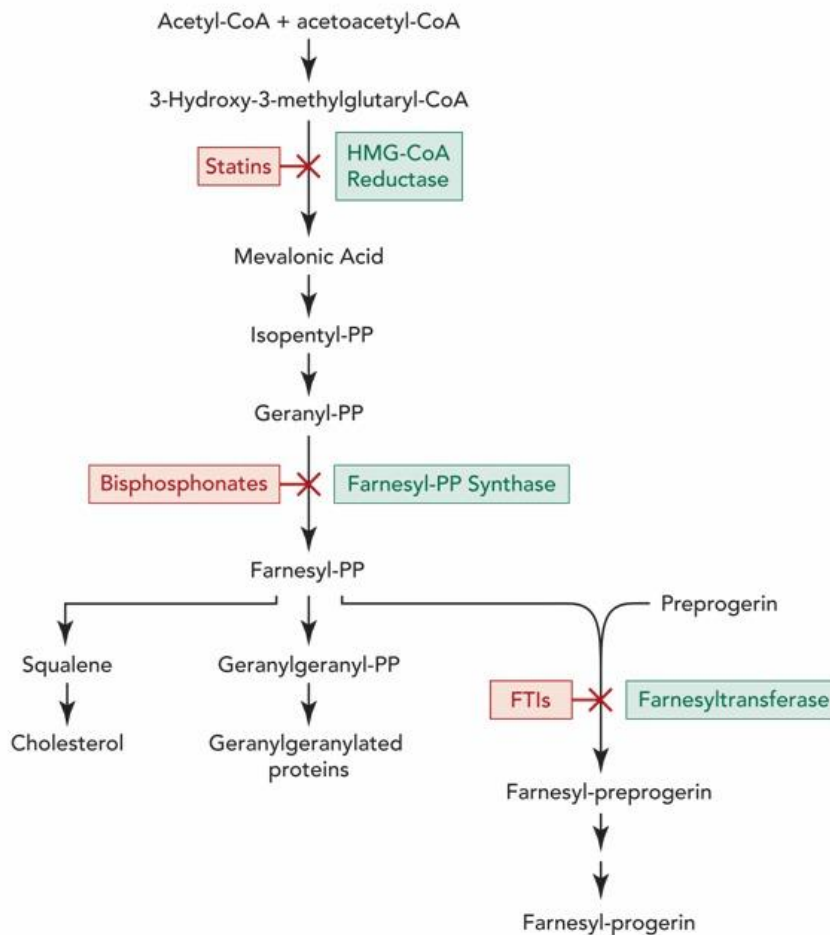 Acetyl-CoA + acetoacetyl-CoA
3-Hydroxy-3-methylglutaryl-CoA
Statins
HMG-CoA
Reductase
Mevalonic Acid
Isopentyl-PP
Geranyl-PP
Bisphosphonates
Farnesyl-PP Synthase
Farnesyl-PP
Preprogerin
Squalene
Geranylgeranyl-PP
FTIs
Farnesyltransferase
Cholesterol
Geranylgeranylated
proteins
Farnesyl-preprogerin
Farnesyl-progerin